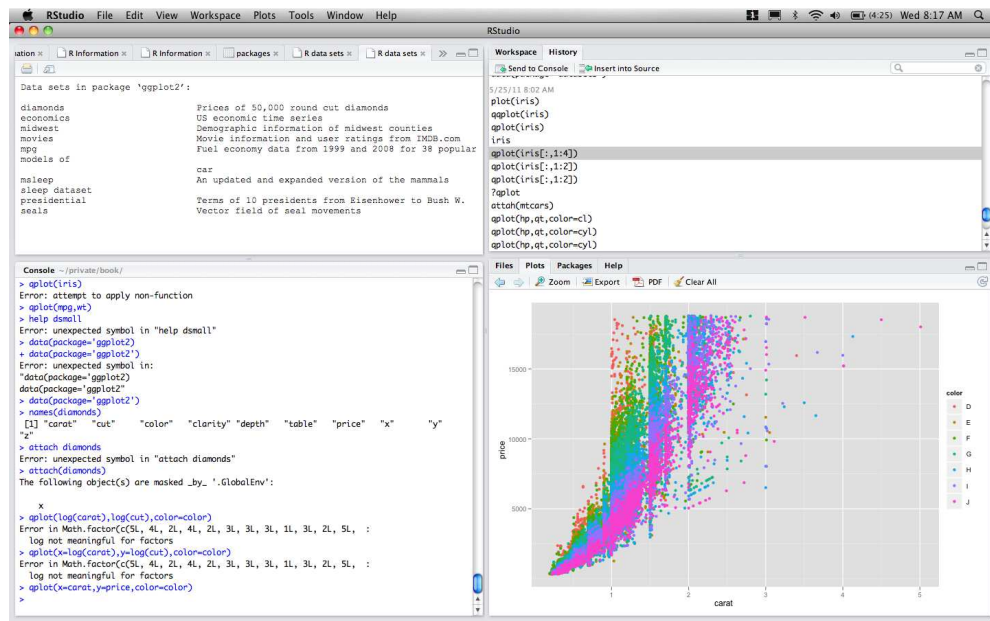 RStudio File Edit View Workspace Plots Tools Window Help
(4:25) Wed 8:17 AM
RStudio
ation × R Information × R Information × packages × R data sets × R data sets ×
Data sets in package 'ggplot2':
diamonds Prices of 50,000 round cut diamonds
economics US economic time series
midwest Demographic information of midwest counties
movies Movie information and user ratings from IMDB.com
mpg Fuel economy data from 1999 and 2008 for 38 popular
models of
car
msleep An updated and expanded version of the mammals
sleep dataset
presidential Terms of 10 presidents from Eisenhower to Bush W.
seals Vector field of seal movements
Workspace History
Send to Console Insert into Source
5/25/11 8:02 AM
plot(iris)
qqplot(iris)
qplot(iris)
iris
qplot(iris[:,1:4])
qplot(iris[:,1:2])
qplot(iris[:,1:2])
?qplot
attah(mtcars)
qplot(hp,qt,color=cl)
qplot(hp,qt,color=cyl)
qplot(hp,qt,color=cyl)
Console ~/private/book/
> qplot(iris)
Error: attempt to apply non-function
> qplot(mpg,wt)
> help dsmall
Error: unexpected symbol in "help dsmall"
> data(package='ggplot2)
+ data(package='ggplot2')
Error: unexpected symbol in:
"data(package='ggplot2)
data(package='ggplot2"
> data(package='ggplot2')
> names(diamonds)
[1] "carat" "cut" "color" "clarity" "depth" "table" "price" "x" "y"
"z"
> attach diamonds
Error: unexpected symbol in "attach diamonds"
> attach(diamonds)
The following object(s) are masked _by_ '.GlobalEnv':
x
> qplot(log(carat),log(cut),color=color)
Error in Math.factor(c(5L, 4L, 2L, 4L, 2L, 3L, 3L, 3L, 1L, 3L, 2L, 5L, :
log not meaningful for factors
> qplot(x=log(carat),y=log(cut),color=color)
Error in Math.factor(c(5L, 4L, 2L, 4L, 2L, 3L, 3L, 3L, 1L, 3L, 2L, 5L, :
log not meaningful for factors
> qplot(x=carat,y=price,color=color)
>
Files Plots Packages Help
Zoom Export PDF Clear All
15000
10000
5000
price
1 2 3 4 5
carat
color
D
E
F
G
H
I
J